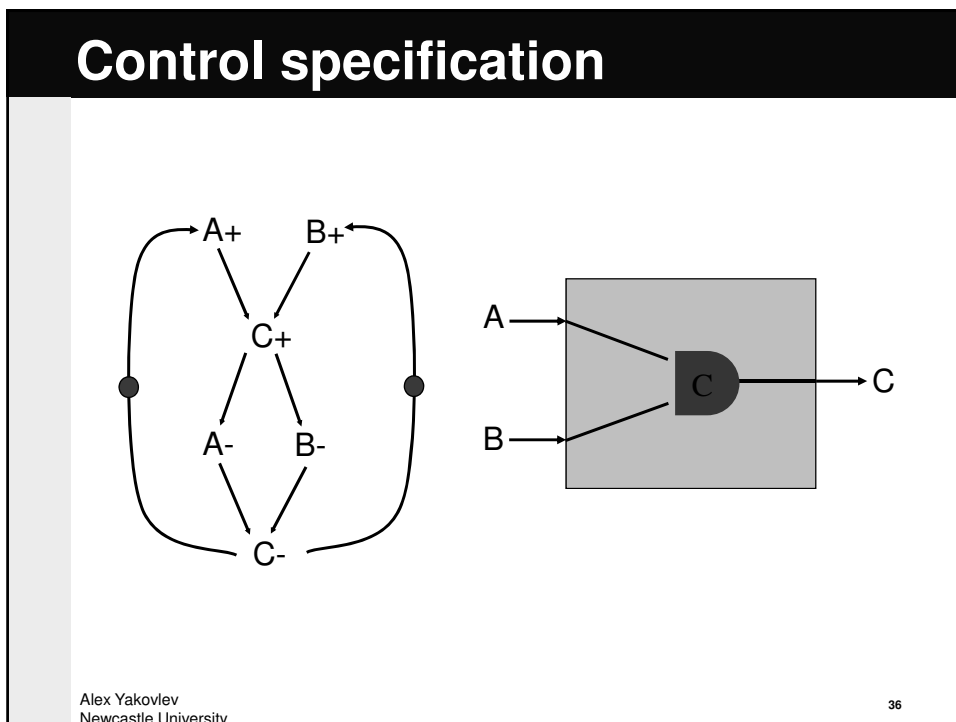 Control specification
A+ B+
C+
A- B-
C-
A
B
C
C
Alex Yakovlev
Newcastle University
36